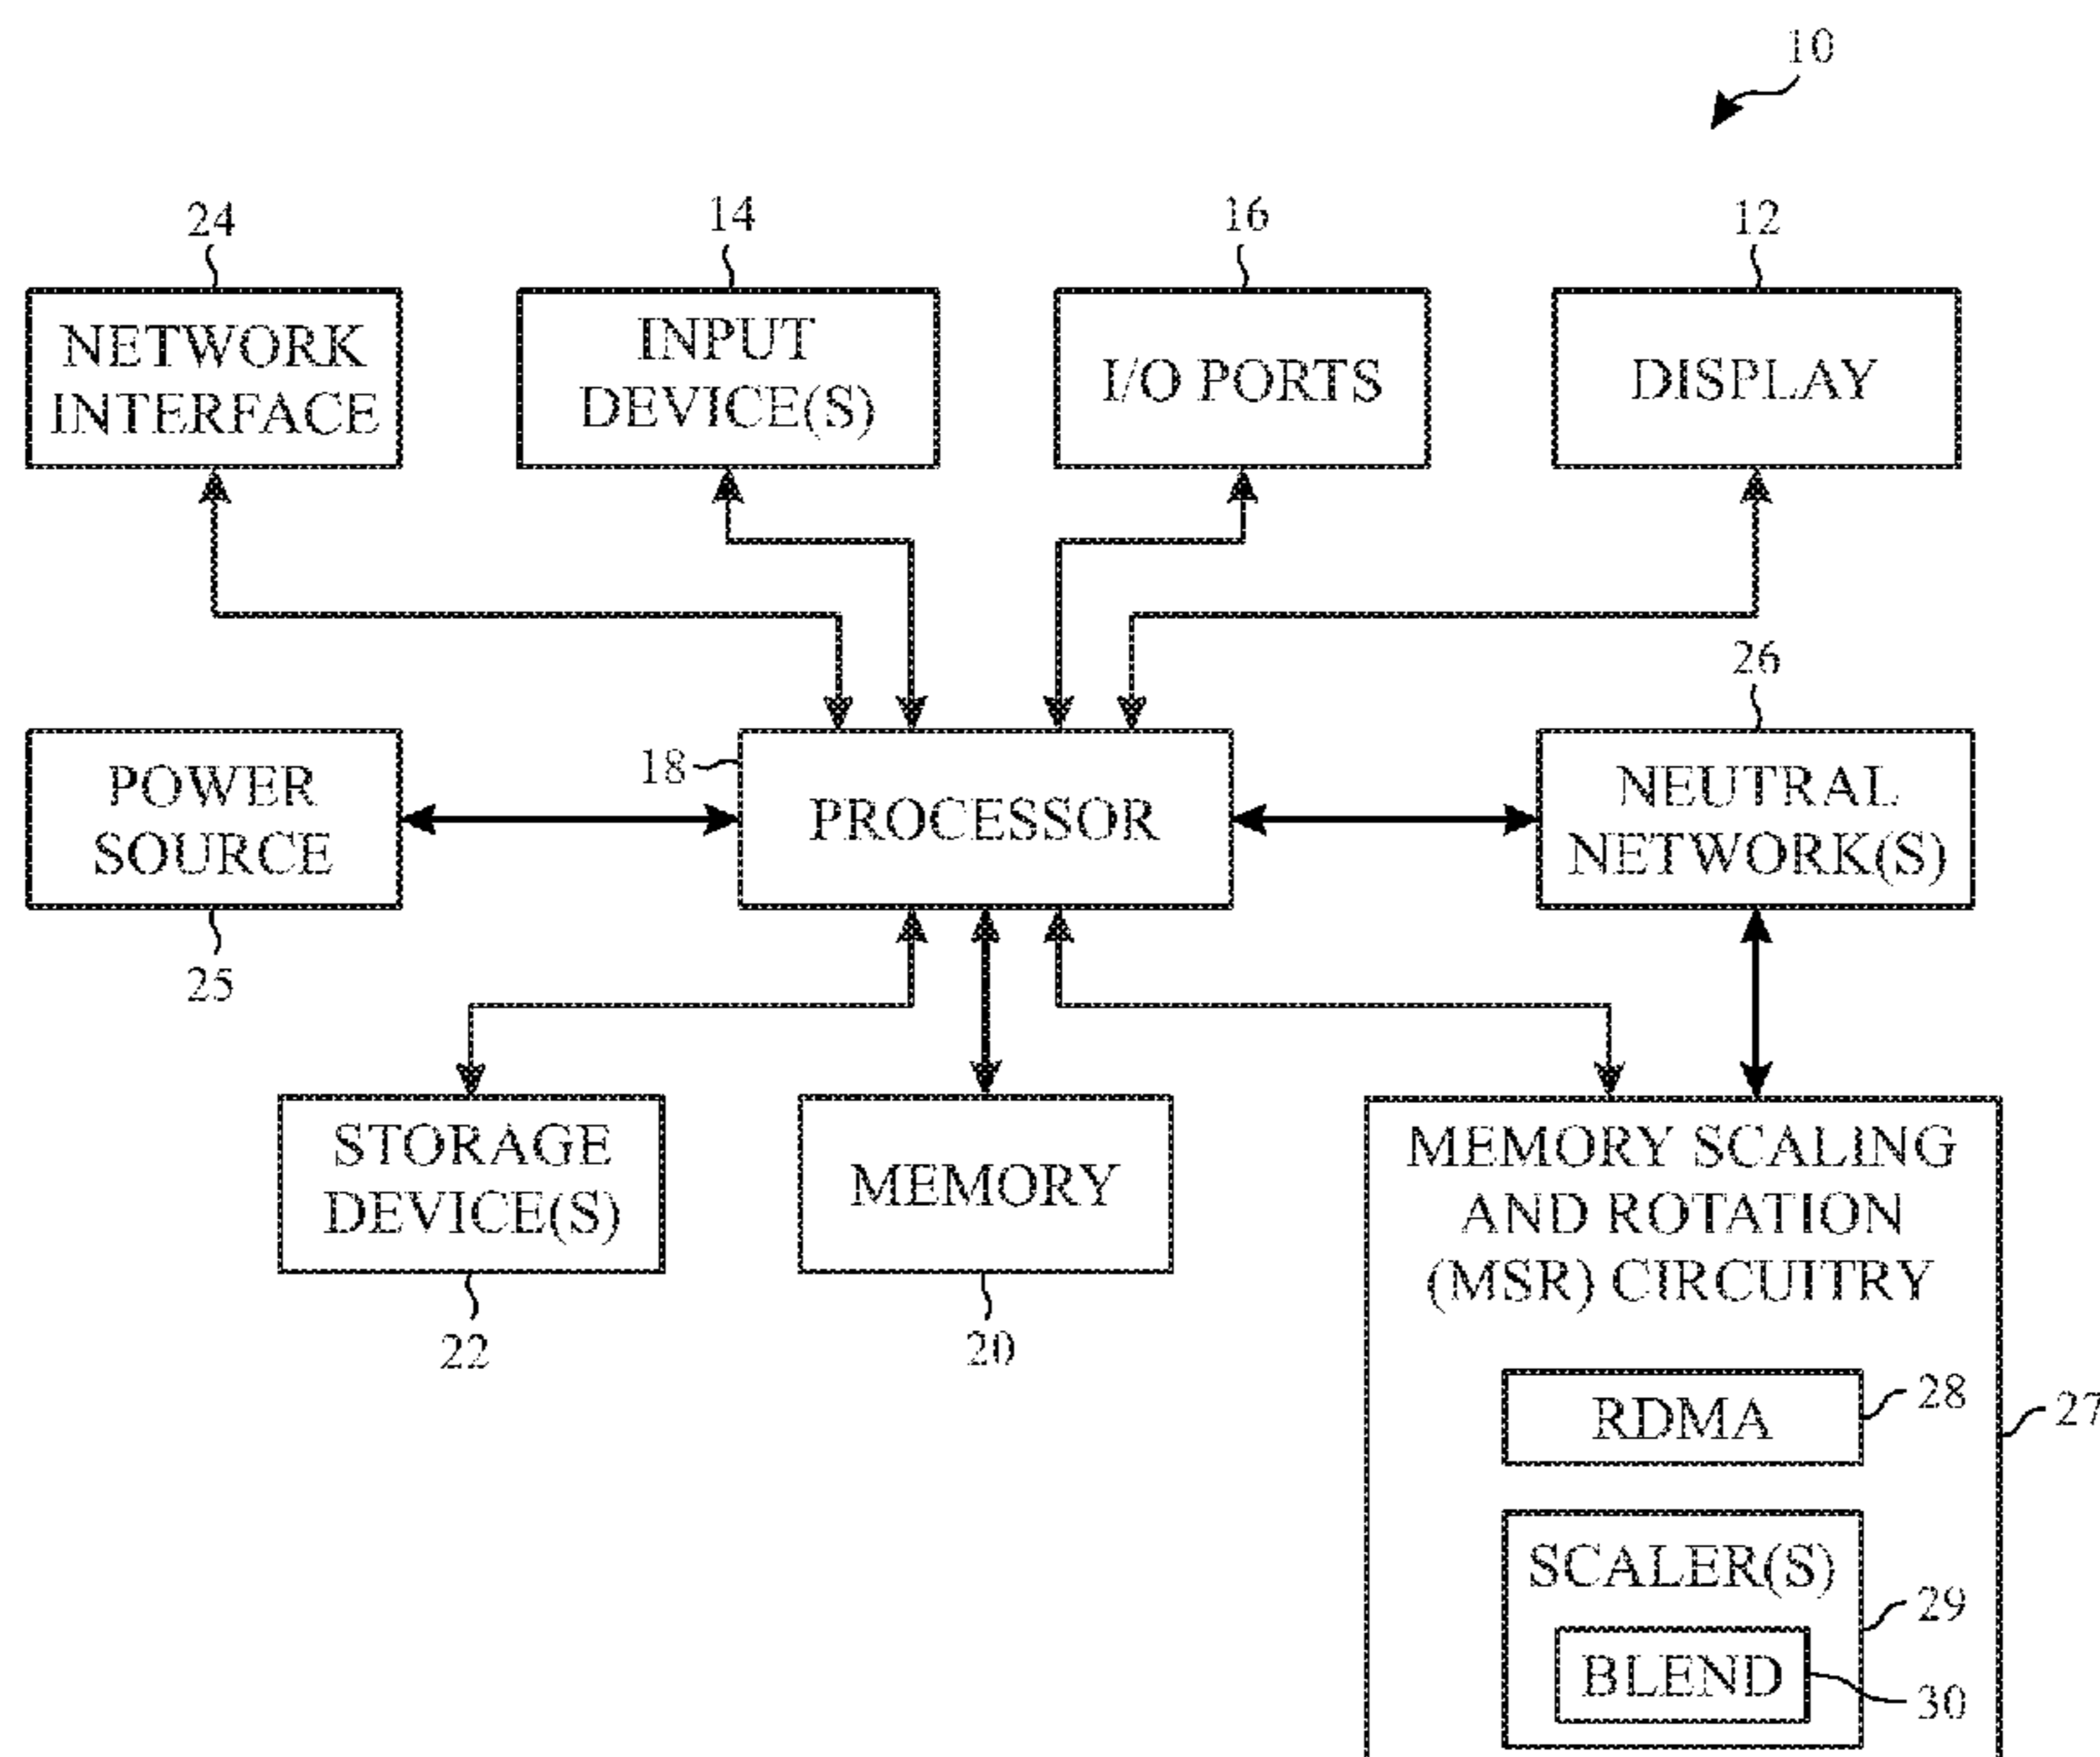 10
24
14
16
12
NETWORK
INTERFACE
INPUT
DEVICE(S)
I/O PORTS
DISPLAY
26
POWER
SOURCE
18
PROCESSOR
NEUTRAL
NETWORK(S)
25
STORAGE
DEVICE(S)
MEMORY
MEMORY SCALING
AND ROTATION
(MSR) CIRCUITRY
22
20
RDMA
28
27
SCALER(S)
29
BLEND
30